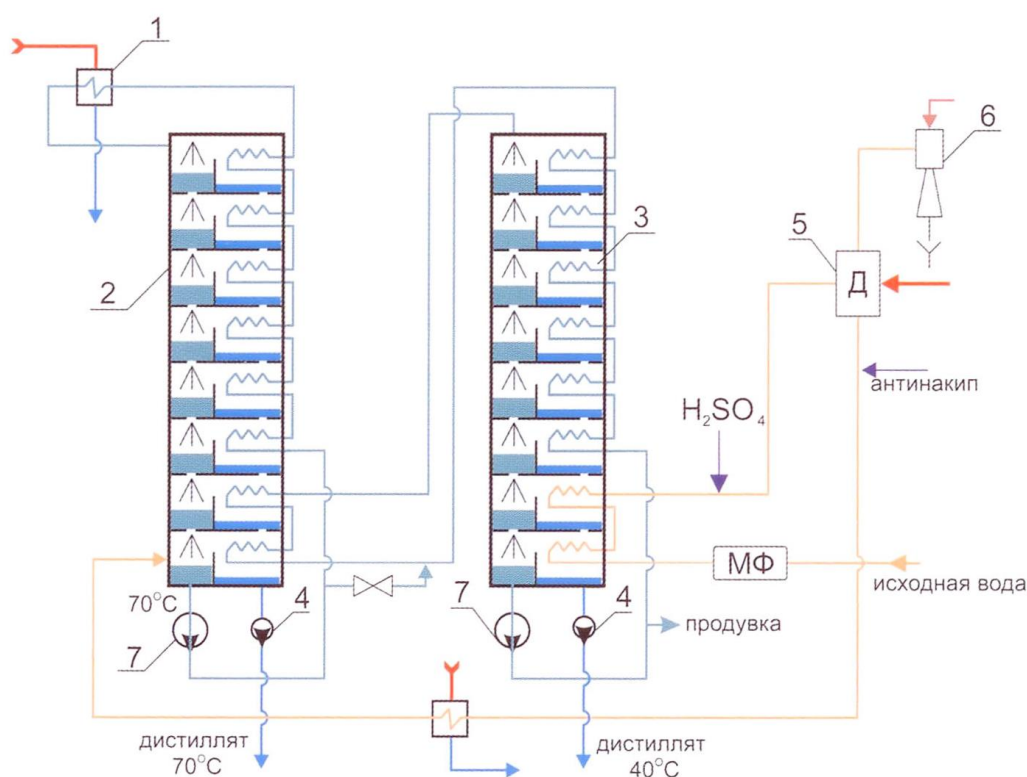 1
6
5
3
2
Д
антинакип
H₂SO₄
МФ
исходная вода
70°C
4
7
7
4
продувка
дистиллят
70°C
дистиллят
40°C